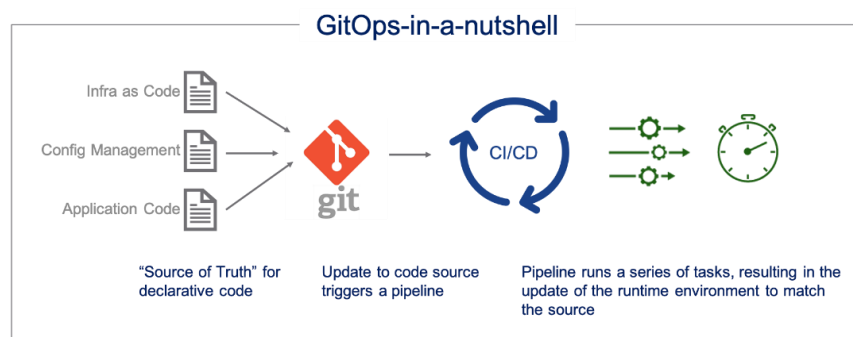 GitOps-in-a-nutshell
Infra as Code
Config Management
Application Code
git
CI/CD
“Source of Truth” for
declarative code
Update to code source
triggers a pipeline
Pipeline runs a series of tasks, resulting in the
update of the runtime environment to match
the source